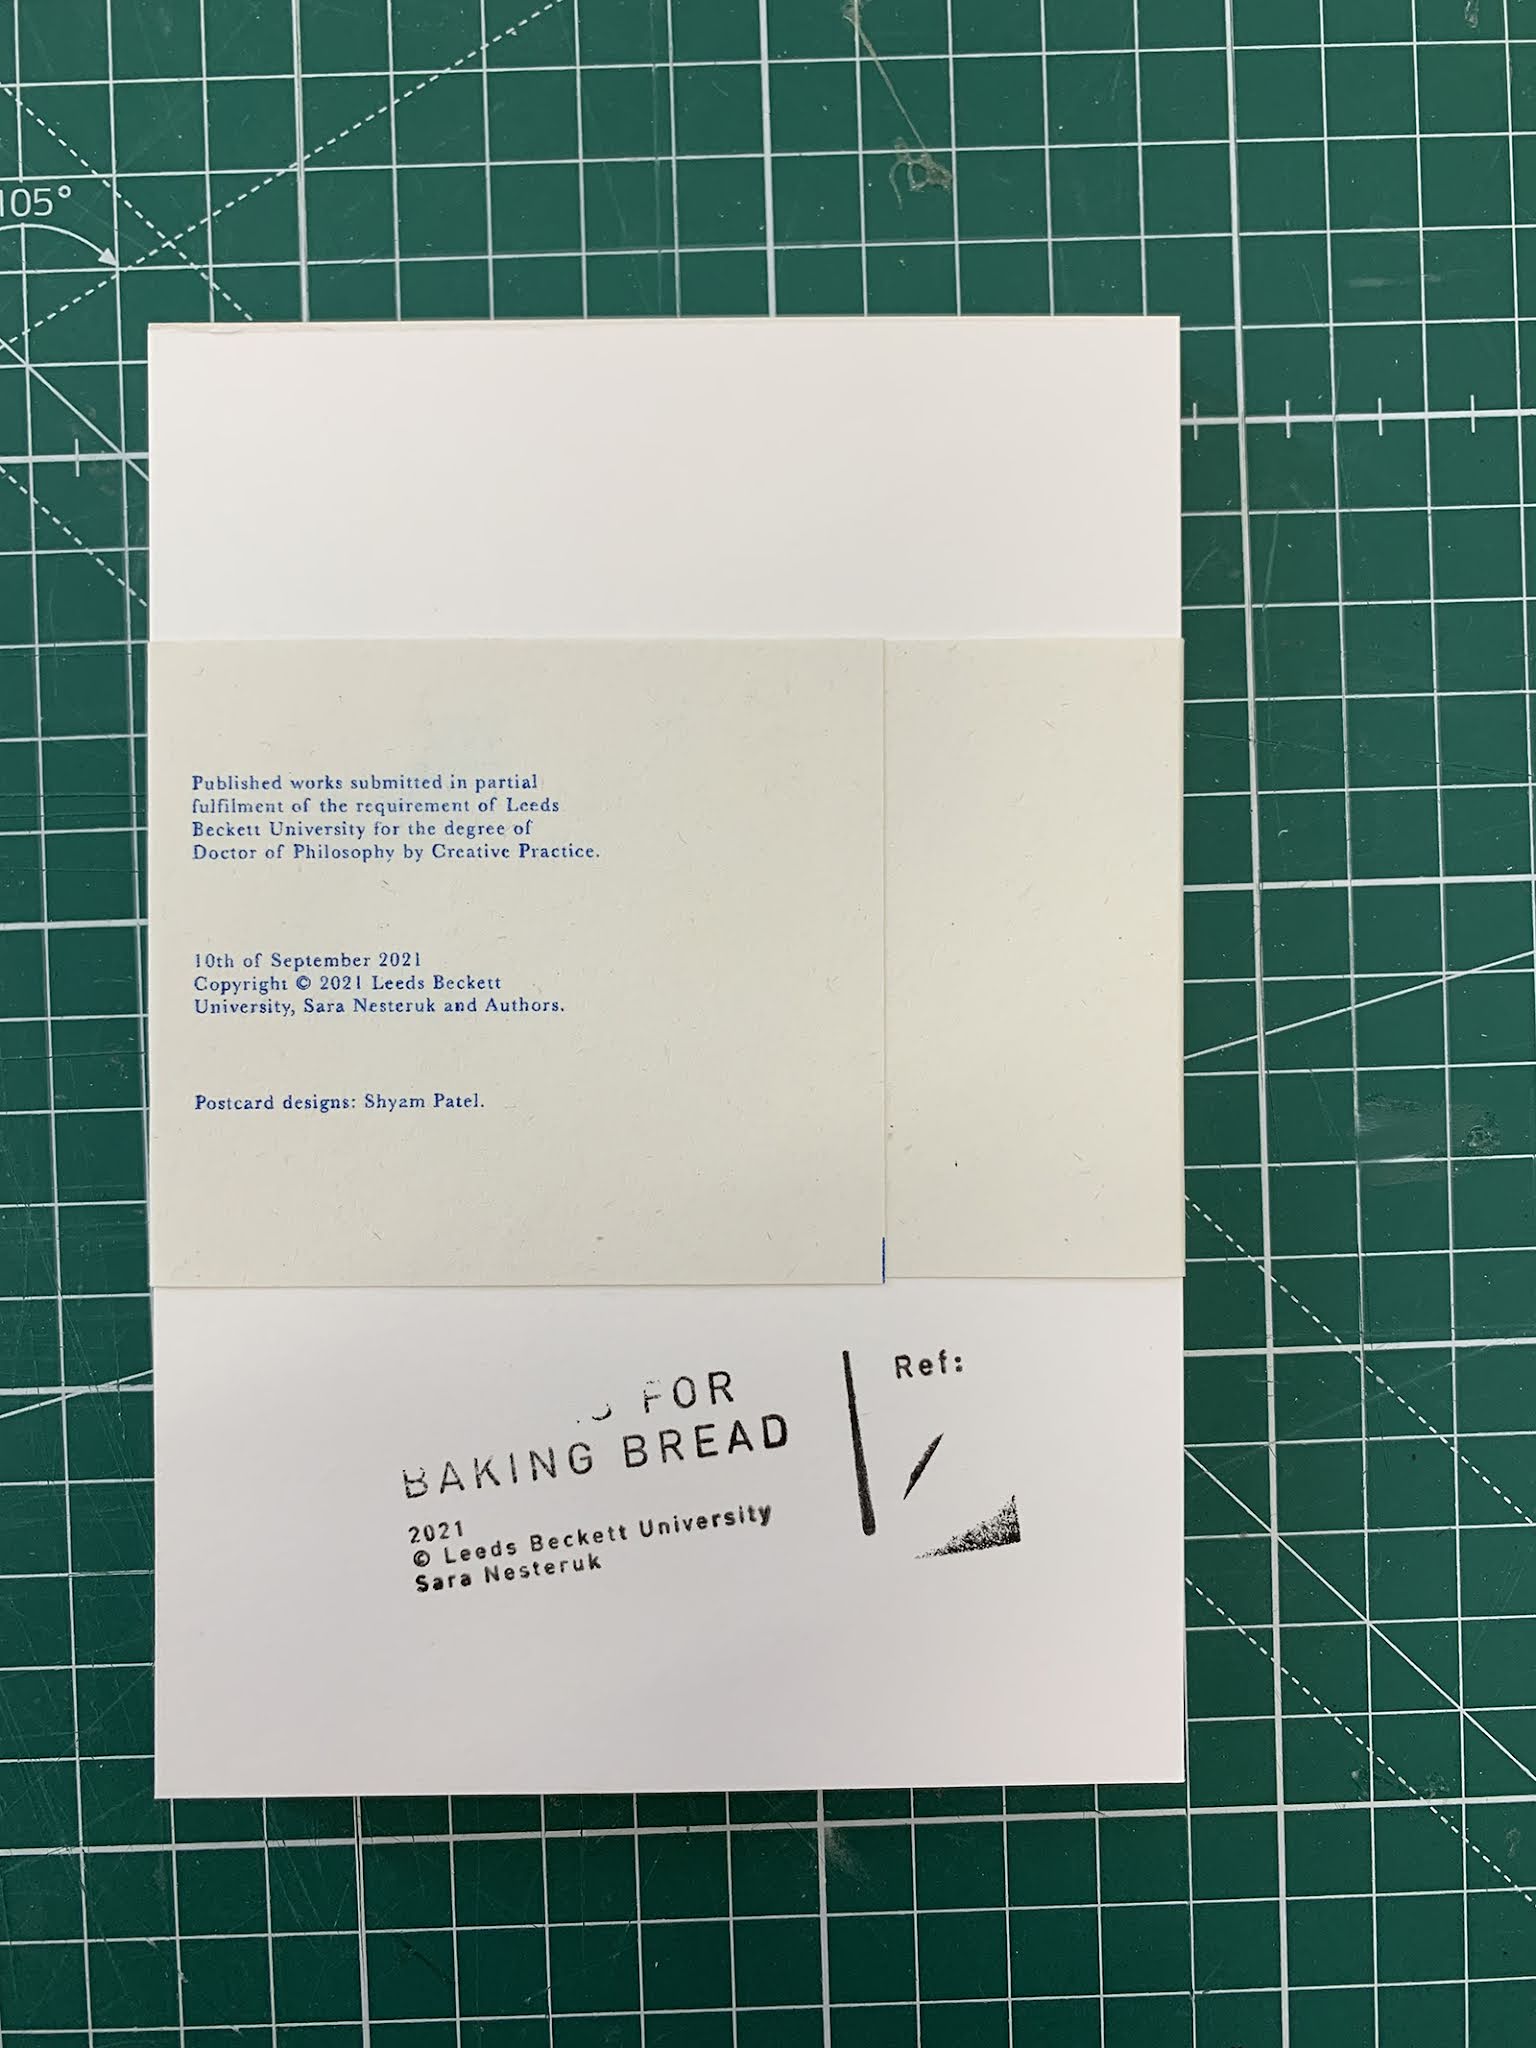 105°
Published works submitted in partial
fulfilment of the requirement of Leeds
Beckett University for the degree of
Doctor of Philosophy by Creative Practice.
10th of September 2021
Copyright © 2021 Leeds Beckett
University, Sara Nesteruk and Authors.
Postcard designs: Shyam Patel.
FOR
BAKING BREAD
2021
© Leeds Beckett University
Sara Nesteruk
Ref: